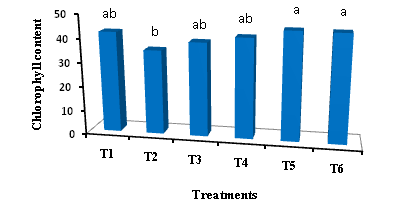 Chlorophyll content
50
40
30
20
10
0
ab
b
ab
ab
a
a
T1
T2
T3
T4
T5
T6
Treatments